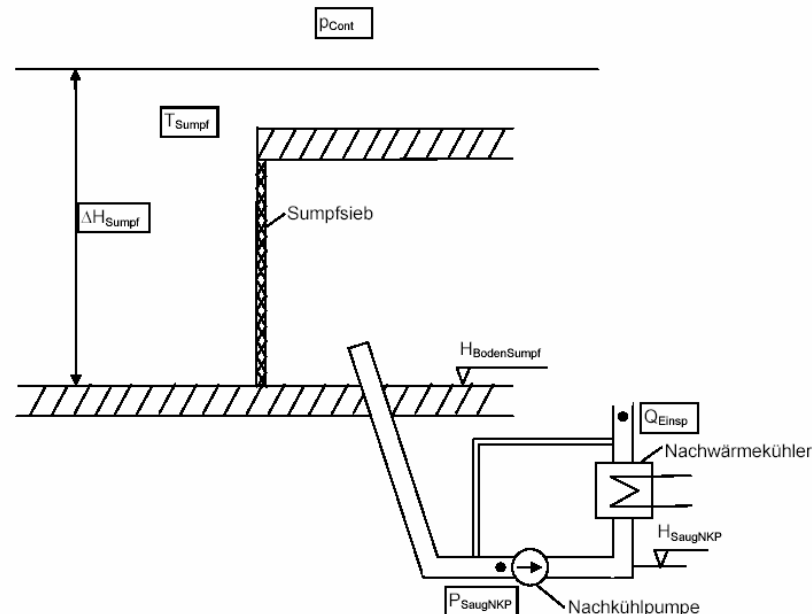 pCont
TSumpf
ΔHSumpf
Sumpfsieb
HBodenSumpf
QEinsp
Nachwärmekühler
HSaugNKP
PSaugNKP
Nachkühlpumpe